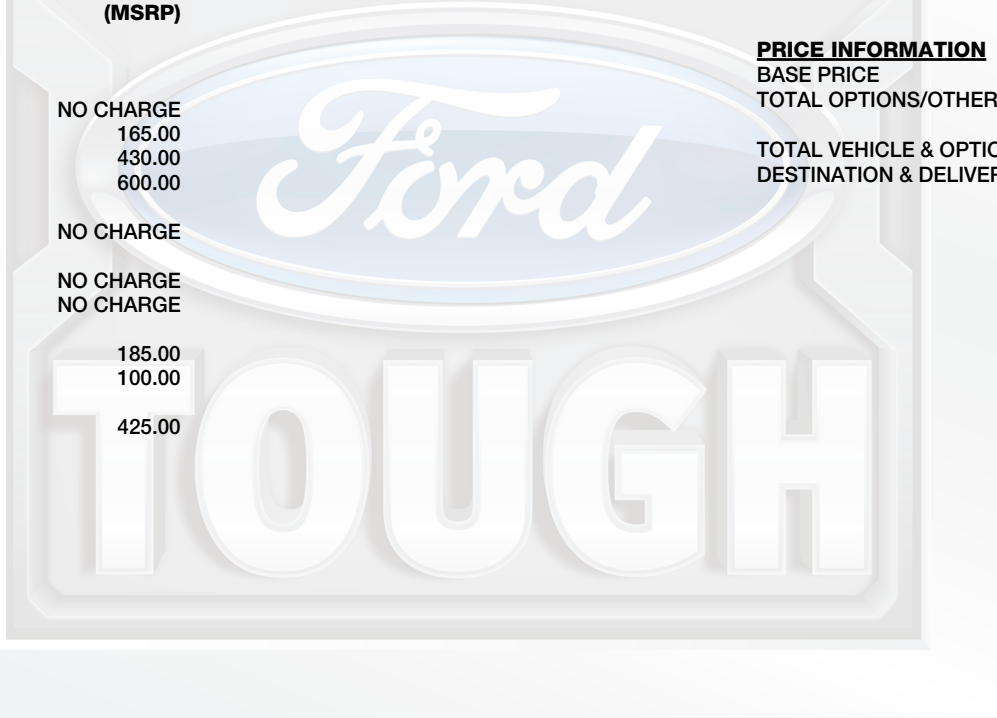 (MSRP)
NO CHARGE
165.00
430.00
600.00
NO CHARGE
NO CHARGE
NO CHARGE
185.00
100.00
425.00
PRICE INFORMATION
BASE PRICE
TOTAL OPTIONS/OTHER
TOTAL VEHICLE & OPTIO
DESTINATION & DELIVER
Ford
TOUGH